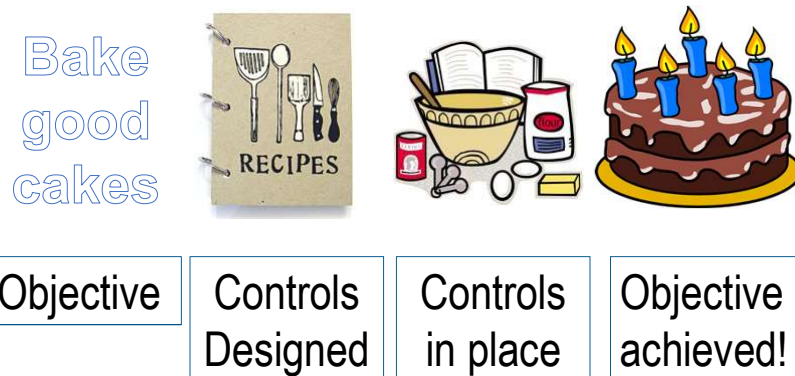 Bake
good
cakes
RECIPES
flour
Objective
Controls
Designed
Controls
in place
Objective
achieved!